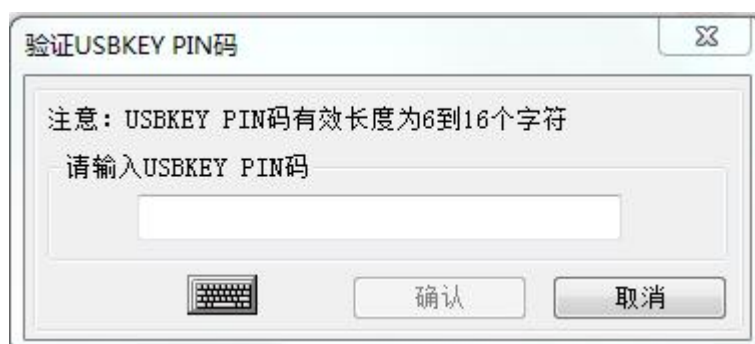 验证USBKEY PIN码
注意：USBKEY PIN码有效长度为6到16个字符
请输入USBKEY PIN码
确认
取消